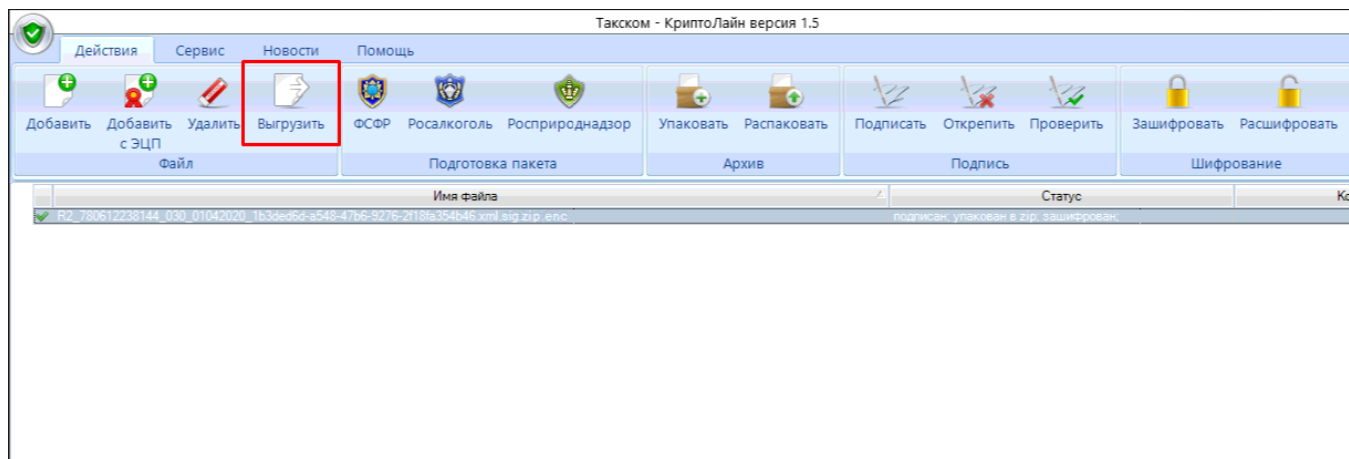 Такском - КриптоЛайн версия 1.5
Действия Сервис Новости Помощь
Добавить Добавить с ЭЦП Удалить Выгрузить ФСФР Росалкоголь Росприроднадзор Упаковать Распаковать Подписать Открепить Проверить Зашифровать Расшифровать
Файл Подготовка пакета Архив Подпись Шифрование
Имя файла Статус
R2_780612238144_030_01042020_1b3ded6d-a548-47b6-9276-2f18fa354b46.xml.sig.zip.enc подписан; упакован в zip; зашифрован;